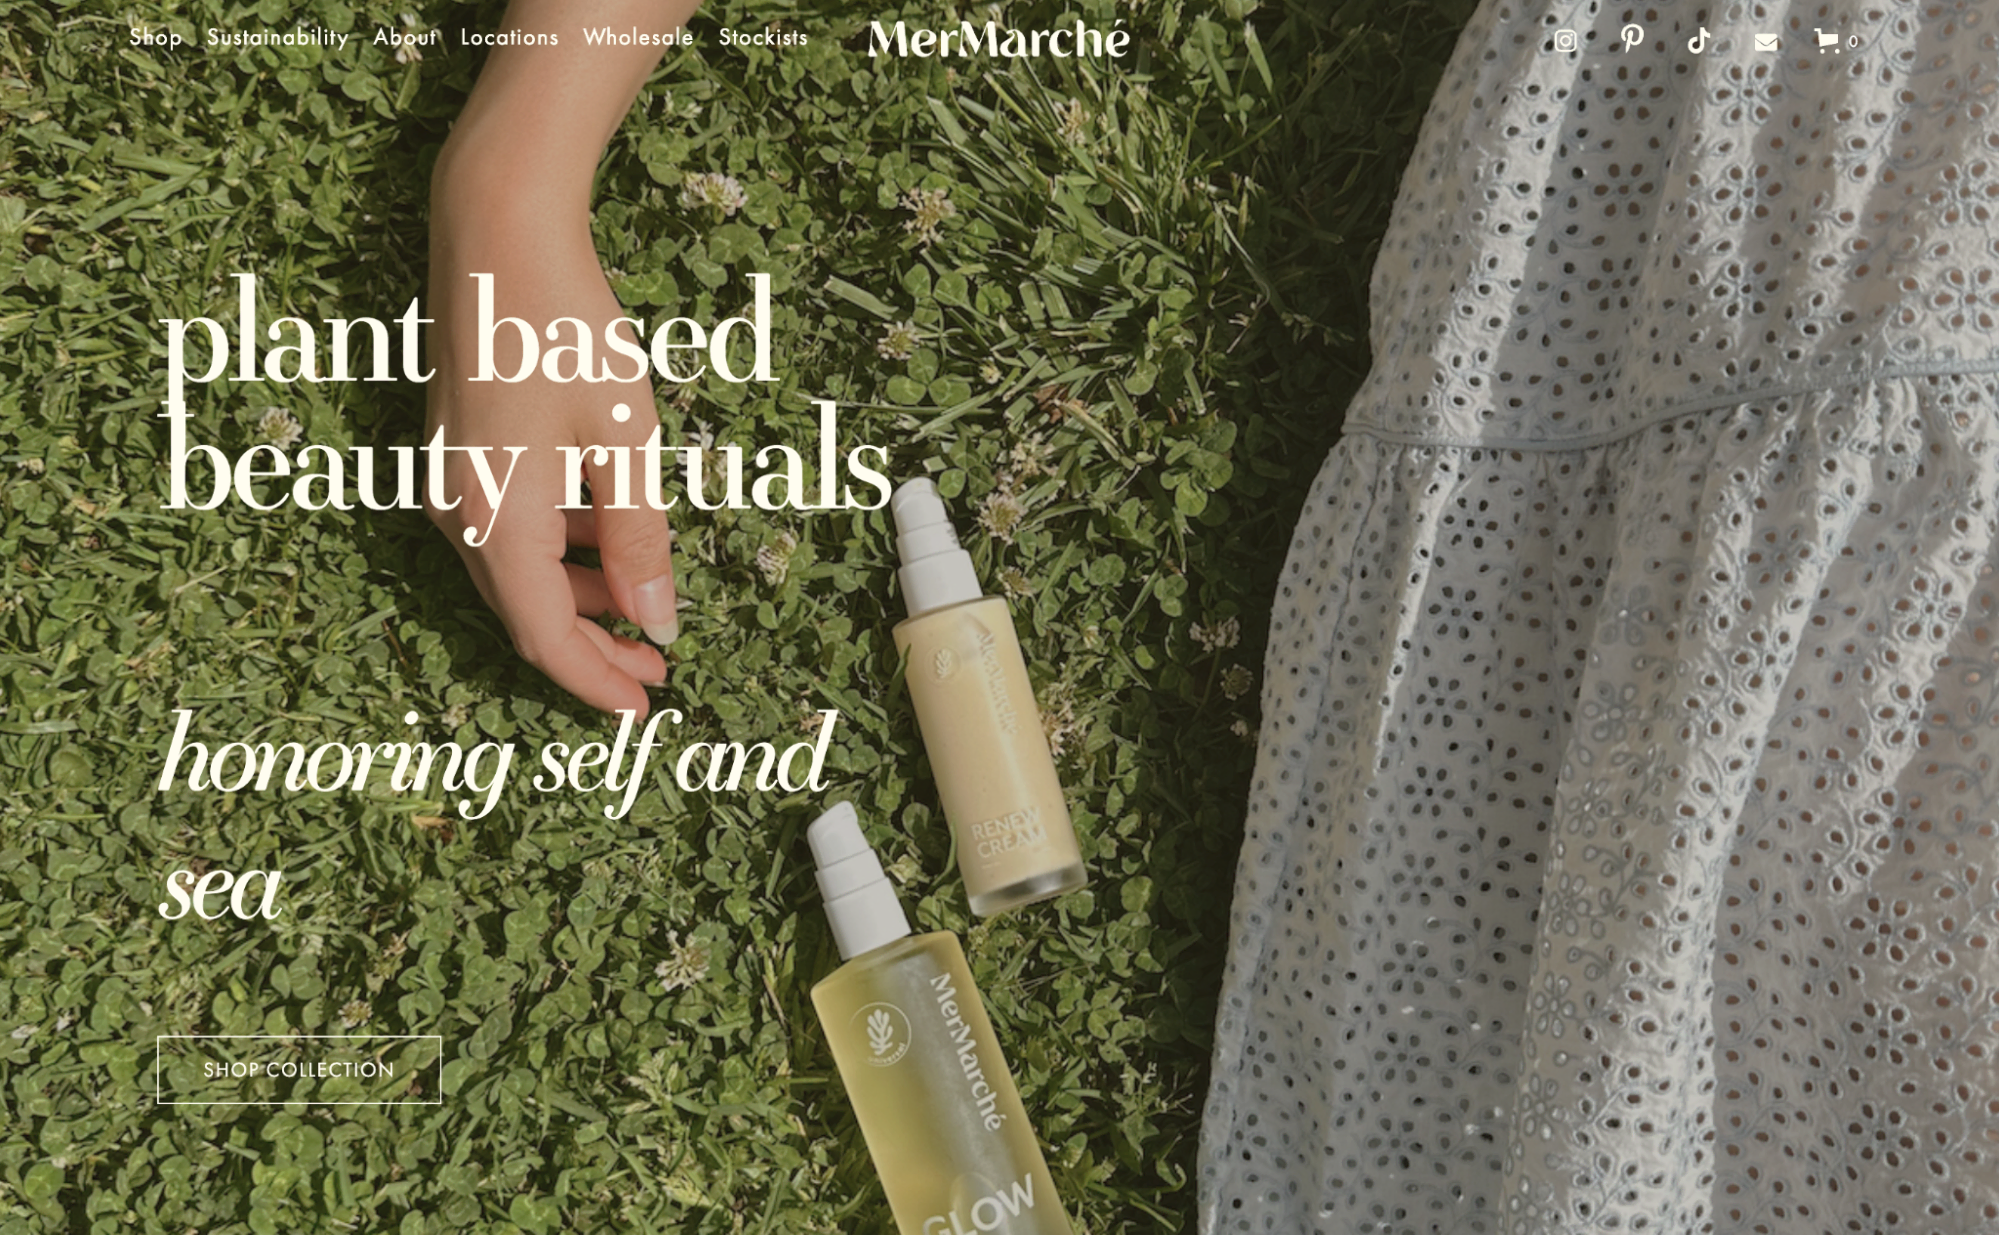 Shop Sustainability About Locations Wholesale Stockists
MerMarché
0
plant based
beauty rituals
honoring self and
sea
SHOP COLLECTION
RENEW
CREAM
universal
MerMarché
GLOW